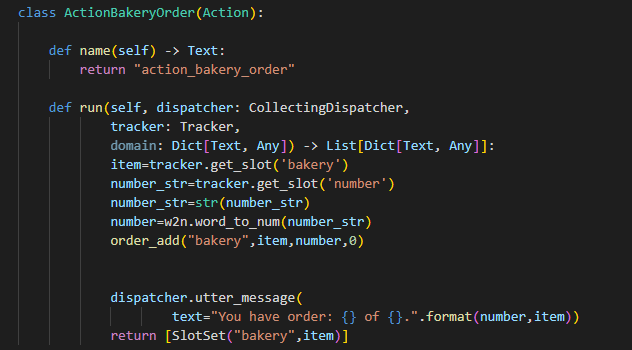 class ActionBakeryOrder(Action):
def name(self) -> Text:
return "action_bakery_order"
def run(self, dispatcher: CollectingDispatcher,
tracker: Tracker,
domain: Dict[Text, Any]) -> List[Dict[Text, Any]]:
item=tracker.get_slot('bakery')
number_str=tracker.get_slot('number')
number_str=str(number_str)
number=w2n.word_to_num(number_str)
order_add("bakery",item,number,0)
dispatcher.utter_message(
text="You have order: {} of {}.".format(number,item))
return [SlotSet("bakery",item)]